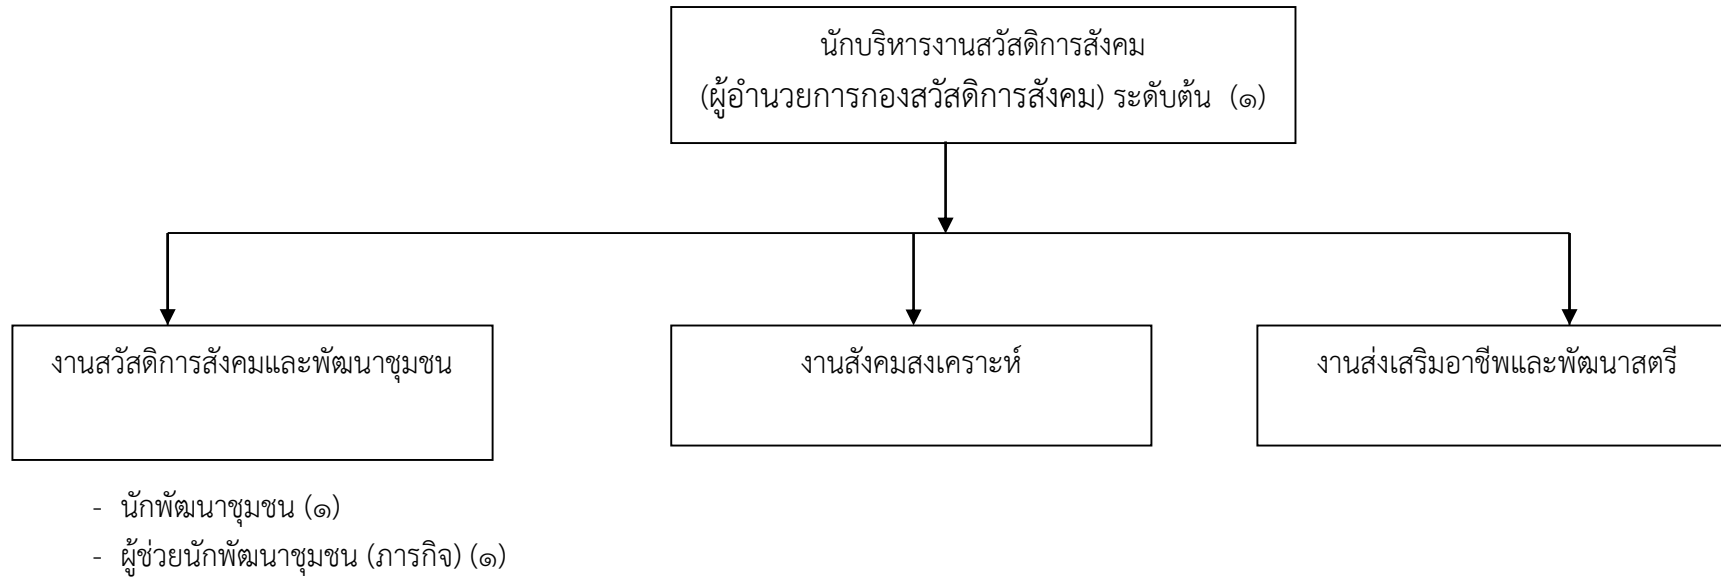 นักบริหารงานสวัสดิการสังคม
(ผู้อำนวยการกองสวัสดิการสังคม) ระดับต้น (๑)
งานสวัสดิการสังคมและพัฒนาชุมชน
งานสังคมสงเคราะห์
งานส่งเสริมอาชีพและพัฒนาสตรี
- นักพัฒนาชุมชน (๑)
- ผู้ช่วยนักพัฒนาชุมชน (ภารกิจ) (๑)